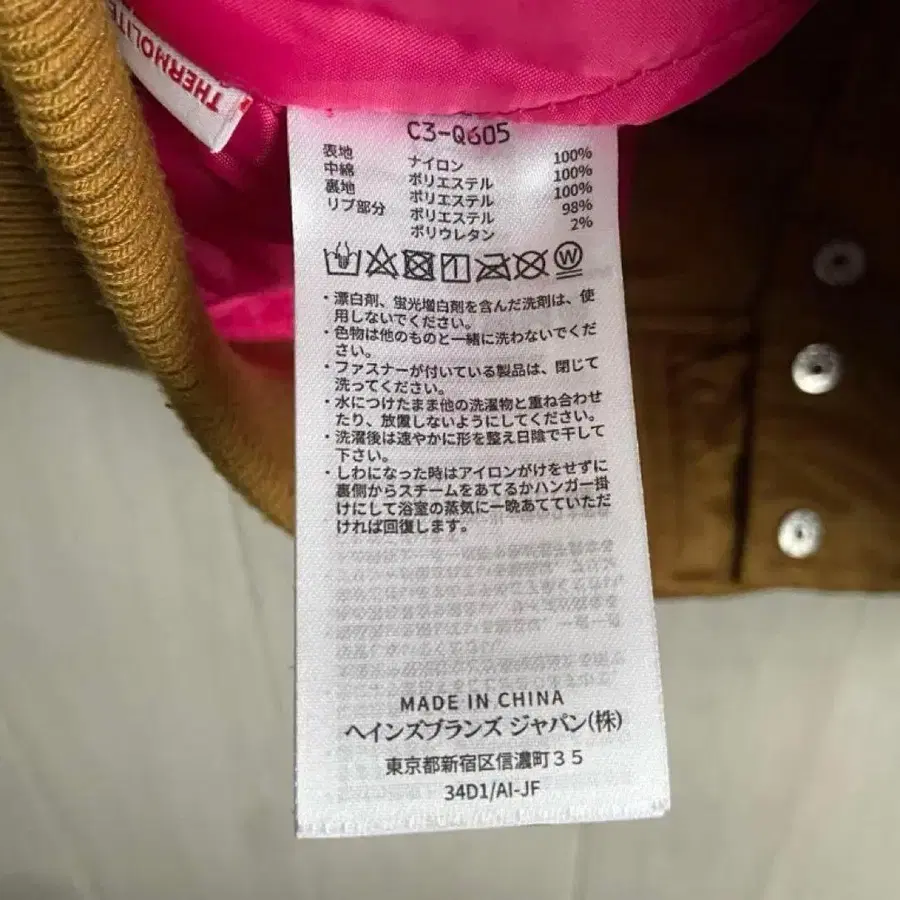 THERMOLITE
C3-Q605
表地 ナイロン 100%
中綿 ポリエステル 100%
裏地 ポリエステル 100%
リブ部分 ポリエステル 98%
ポリウレタン 2%
W
・漂白剤、蛍光増白剤を含んだ洗剤は、使
用しないでください。
・色物は他のものと一緒に洗わないでくだ
さい。
・ファスナーが付いている製品は、閉じて
洗ってください。
・水につけたまま他の洗濯物と重ね合わせ
たり、放置しないようにしてください。
・洗濯後は速やかに形を整え日陰で干して
下さい。
・しわになった時はアイロンがけをせずに
裏側からスチームをあてるかハンガー掛
けにして浴室の蒸気に一晩あてていただ
ければ回復します。
MADE IN CHINA
ヘインズブランズ ジャパン(株)
東京都新宿区信濃町35
34D1/AI-JF